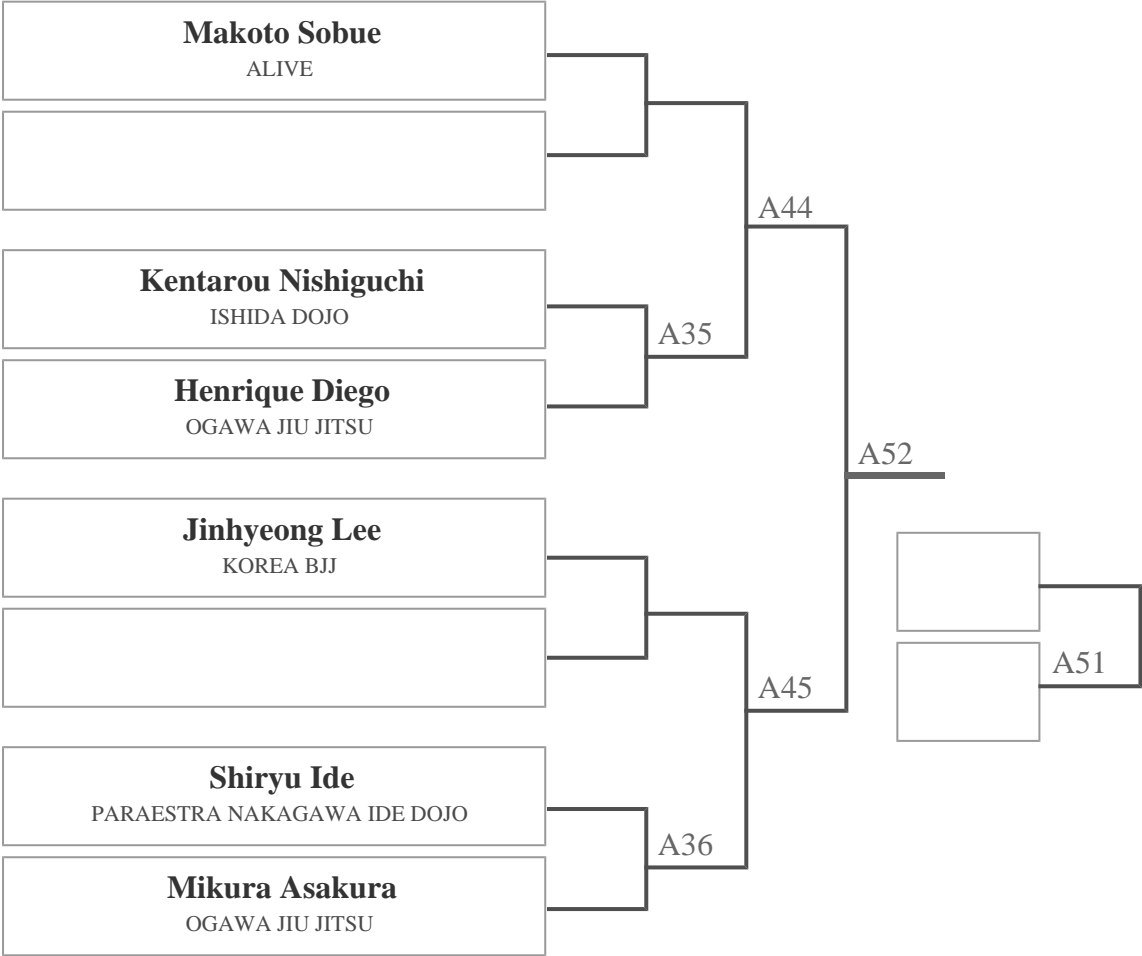 Makoto Sobue
ALIVE
A44
Kentarou Nishiguchi
ISHIDA DOJO
A35
Henrique Diego
OGAWA JIU JITSU
A52
Jinhyeong Lee
KOREA BJJ
A51
A45
Shiryu Ide
PARAESTRA NAKAGAWA IDE DOJO
A36
Mikura Asakura
OGAWA JIU JITSU